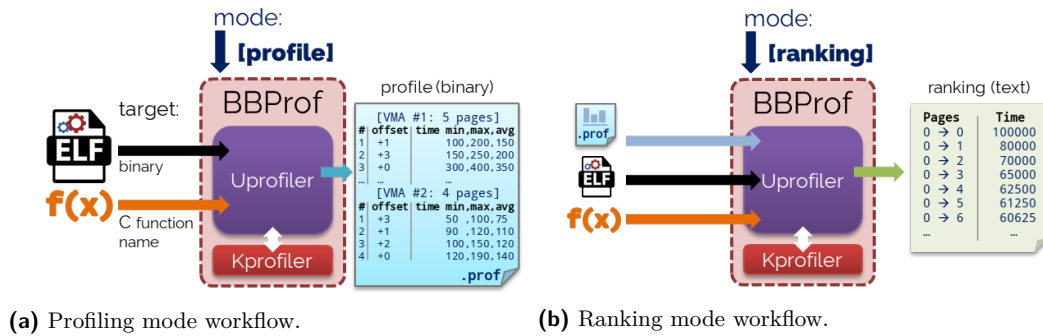 mode:
[profile]
BBProf
target:
ELF
binary
f(x)
C function
name
Uprofiler
Kprofiler
profile (binary)
[VMA #1: 5 pages]
# offset time min,max,avg
1 +1 100,200,150
2 +3 150,250,200
3 +0 300,400,350
… … …
[VMA #2: 4 pages]
# offset time min,max,avg
1 +3 50 ,100,75
2 +1 90 ,120,110
3 +2 100,150,120
4 +0 120,190,140
.prof
(a) Profiling mode workflow.
mode:
[ranking]
BBProf
.prof
ELF
f(x)
Uprofiler
Kprofiler
ranking (text)
Pages Time
0 → 0 100000
0 → 1 80000
0 → 2 70000
0 → 3 65000
0 → 4 62500
0 → 5 61250
0 → 6 60625
… …
(b) Ranking mode workflow.